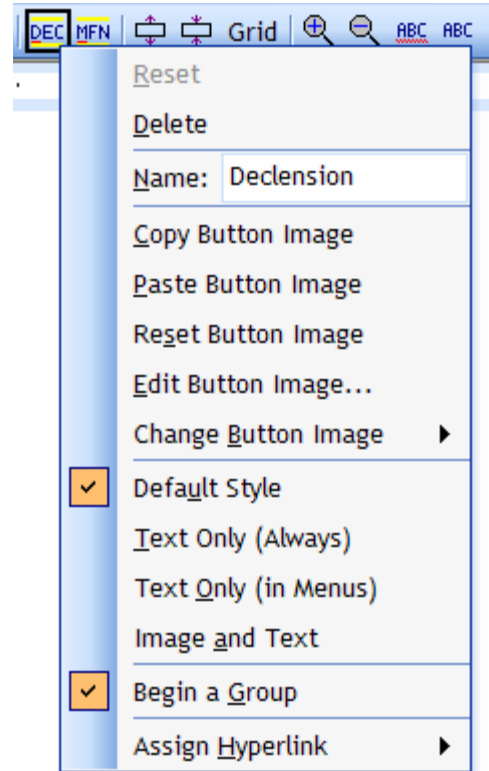 DEC MFN Grid ABC ABC
Reset
Delete
Name: Declension
Copy Button Image
Paste Button Image
Reset Button Image
Edit Button Image...
Change Button Image
Default Style
Text Only (Always)
Text Only (in Menus)
Image and Text
Begin a Group
Assign Hyperlink